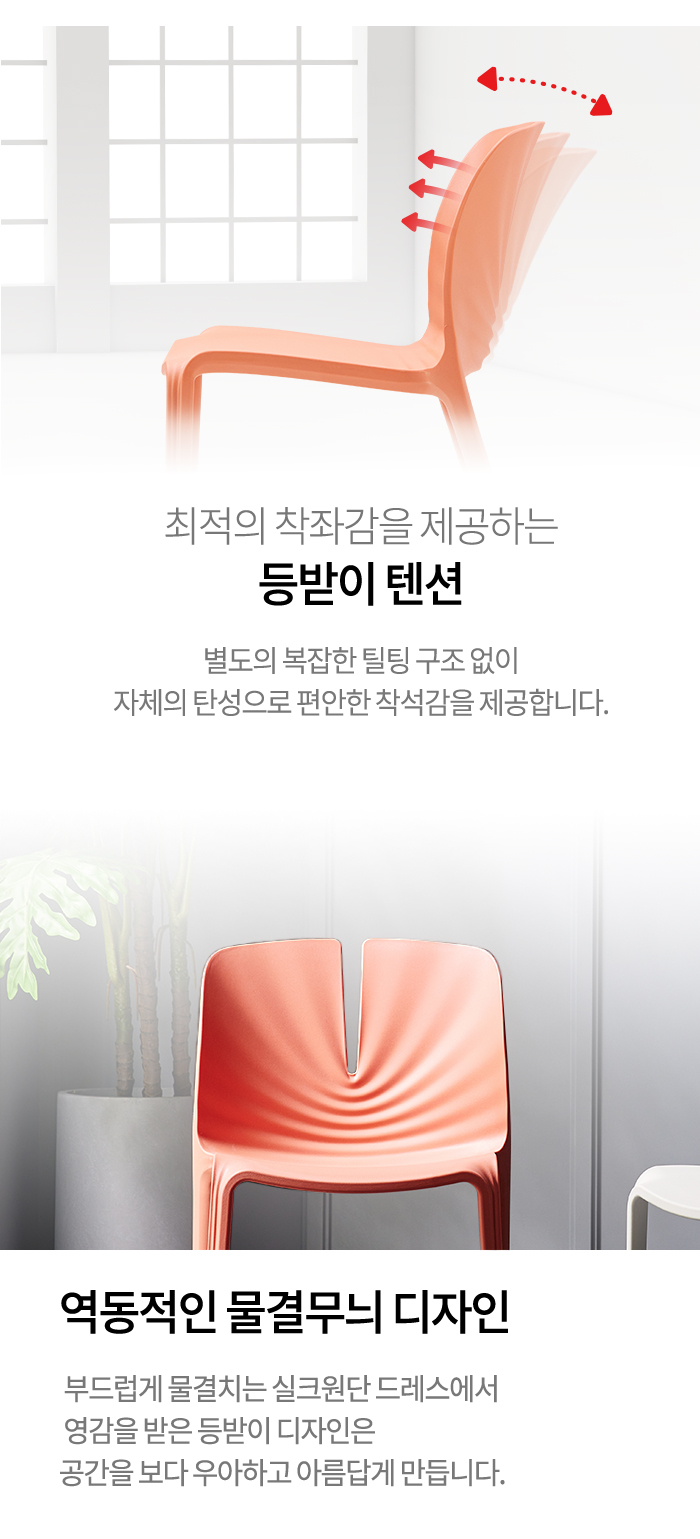 최적의 착좌감을 제공하는
등받이 텐션
별도의 복잡한 틸팅 구조 없이
자체의 탄성으로 편안한 착석감을 제공합니다.
역동적인 물결무늬 디자인
부드럽게 물결치는 실크원단 드레스에서
영감을 받은 등받이 디자인은
공간을 보다 우아하고 아름답게 만듭니다.